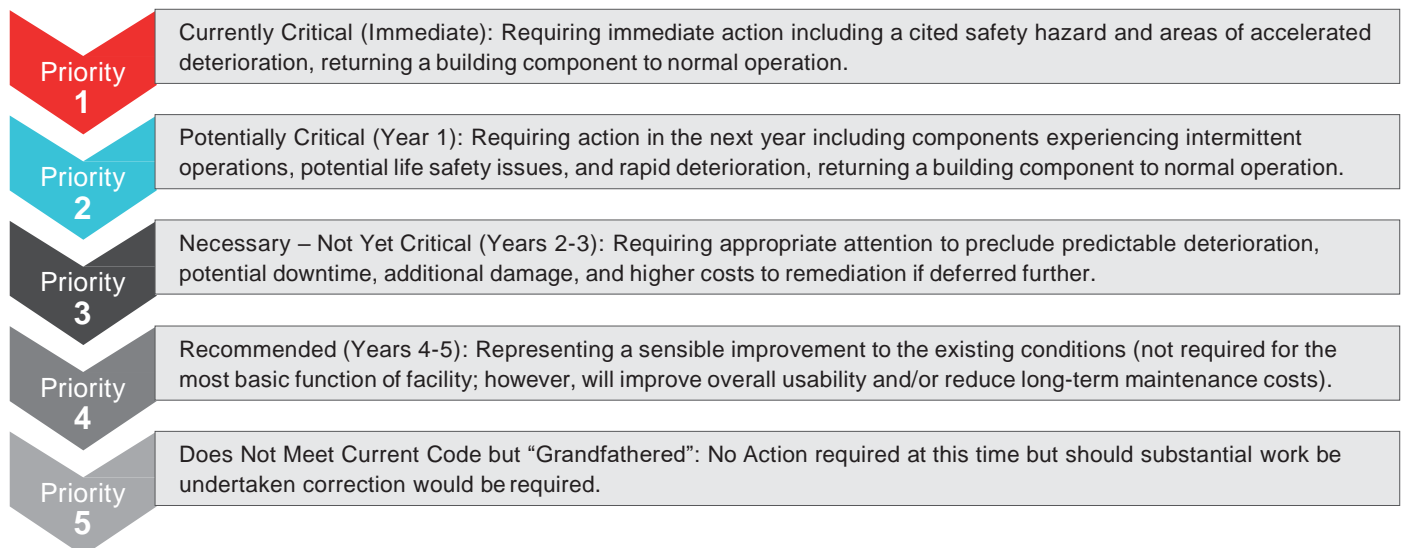 Priority
1
Currently Critical (Immediate): Requiring immediate action including a cited safety hazard and areas of accelerated
deterioration, returning a building component to normal operation.
Priority
2
Potentially Critical (Year 1): Requiring action in the next year including components experiencing intermittent
operations, potential life safety issues, and rapid deterioration, returning a building component to normal operation.
Priority
3
Necessary – Not Yet Critical (Years 2-3): Requiring appropriate attention to preclude predictable deterioration,
potential downtime, additional damage, and higher costs to remediation if deferred further.
Priority
4
Recommended (Years 4-5): Representing a sensible improvement to the existing conditions (not required for the
most basic function of facility; however, will improve overall usability and/or reduce long-term maintenance costs).
Priority
5
Does Not Meet Current Code but “Grandfathered”: No Action required at this time but should substantial work be
undertaken correction would be required.